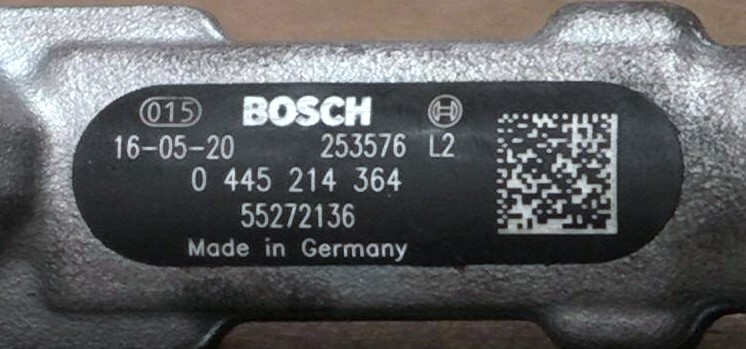 015 BOSCH
16-05-20 253576 L2
0 445 214 364
55272136
Made in Germany